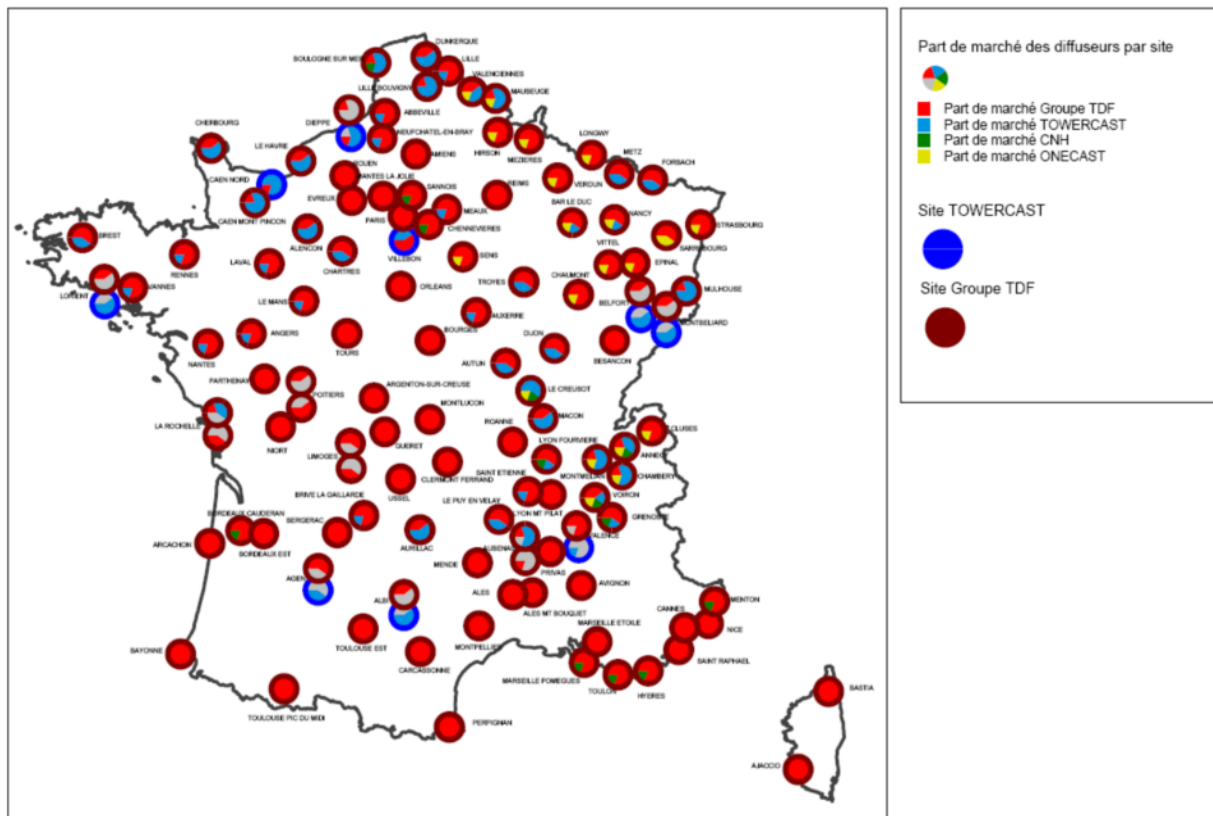 DUNKERQUE
BOULOGNE SUR MER
LILLE
VALENCIENNES
LILLE BOUVIGNY
MAUBEUGE
DIEPPE
ABBEVILLE
CHERBOURG
NEUFCHATEL-EN-BRAY
LONGWY
LE HAVRE
HIRSON
MEZIERES
METZ
AMIENS
FORBACH
ROUEN
CAEN NORD
MANTES LA JOLIE
SANNOIS
REIMS
VERDUN
EVREUX
BAR LE DUC
NANCY
CAEN MONT PINCON
PARIS
MEAUX
STRASBOURG
CHENNEVIERES
BREST
ALENCON
VITTEL
SARREBOURG
VILLEBON
RENNES
CHARTRES
SENS
LAVAL
EPINAL
CHAUMONT
TROYES
VANNES
ORLEANS
MULHOUSE
LORIENT
BELFORT
LE MANS
AUXERRE
MONTBELIARD
ANGERS
BOURGES
DIJON
TOURS
BESANCON
NANTES
AUTUN
PARTHENAY
ARGENTON-SUR-CREUSE
LE CREUSOT
POITIERS
MONTLUCON
MACON
LA ROCHELLE
ROANNE
CLUSES
LYON FOURVIERE
NIORT
GUERET
ANNECY
LIMOGES
SAINT ETIENNE
MONTMELIAN
CHAMBERY
CLERMONT FERRAND
USSEL
BRIVE LA GAILLARDE
LE PUY EN VELAY
VOIRON
BORDEAUX CAUDERAN
BERGERAC
LYON MT PILAT
GRENOBLE
VALENCE
ARCACHON
AURILLAC
AUBENAS
BORDEAUX EST
MENDE
PRIVAS
AGEN
AVIGNON
ALBI
ALES
MENTON
ALES MT BOUQUET
CANNES
MARSEILLE ETOILE
NICE
TOULOUSE EST
MONTPELLIER
BAYONNE
CARCASSONNE
SAINT RAPHAEL
MARSEILLE POMEGUES
TOULON
HYERES
BASTIA
TOULOUSE PIC DU MIDI
PERPIGNAN
AJACCIO
Part de marché des diffuseurs par site
Part de marché Groupe TDF
Part de marché TOWERCAST
Part de marché CNH
Part de marché ONECAST
Site TOWERCAST
Site Groupe TDF